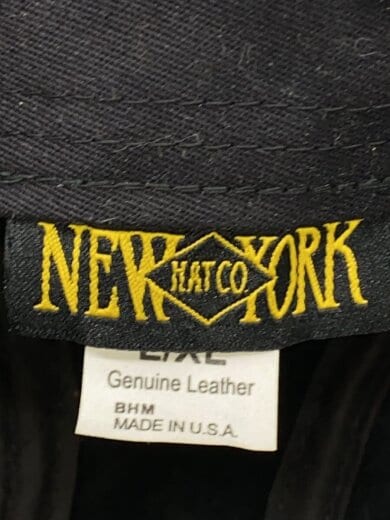 NEW HAT CO. YORK
L/XL
Genuine Leather
BHM
MADE IN U.S.A.